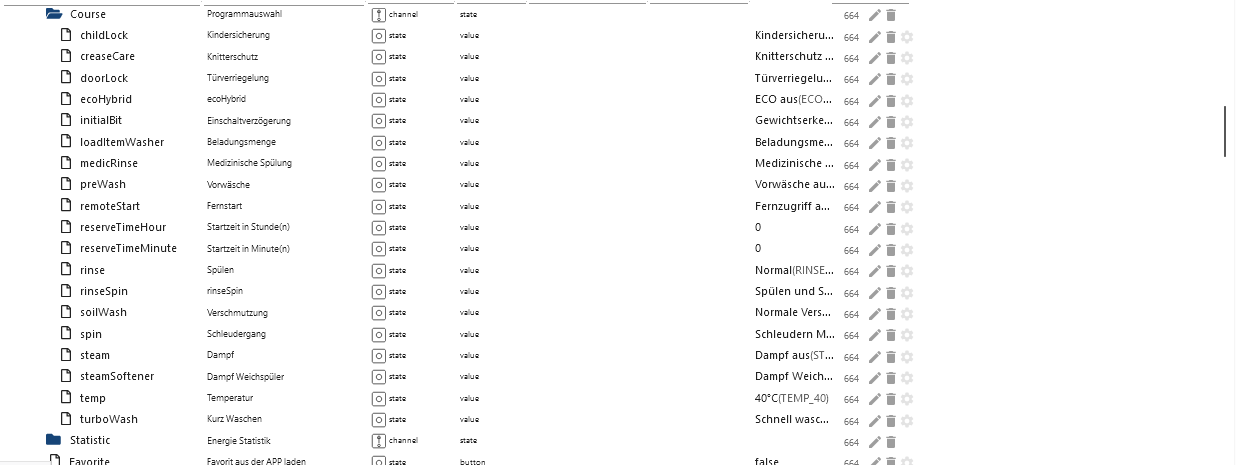 Course Programmauswahl channel state 664
childLock Kindersicherung state value Kindersicheru... 664
creaseCare Knitterschutz state value Knitterschutz ... 664
doorLock Türverriegelung state value Türverriegelu... 664
ecoHybrid ecoHybrid state value ECO aus(ECO... 664
initialBit Einschaltverzögerung state value Gewichtserke... 664
loadItemWasher Beladungsmenge state value Beladungsme... 664
medicRinse Medizinische Spülung state value Medizinische ... 664
preWash Vorwäsche state value Vorwäsche au... 664
remoteStart Fernstart state value Fernzugriff a... 664
reserveTimeHour Startzeit in Stunde(n) state value 0 664
reserveTimeMinute Startzeit in Minute(n) state value 0 664
rinse Spülen state value Normal(RINSE... 664
rinseSpin rinseSpin state value Spülen und S... 664
soilWash Verschmutzung state value Normale Vers... 664
spin Schleudergang state value Schleudern M... 664
steam Dampf state value Dampf aus(ST... 664
steamSoftener Dampf Weichspüler state value Dampf Weich... 664
temp Temperatur state value 40°C(TEMP_40) 664
turboWash Kurz Waschen state value Schnell wasc... 664
Statistic Energie Statistik channel state 664
Favorite Favorit aus der APP laden state button false 664